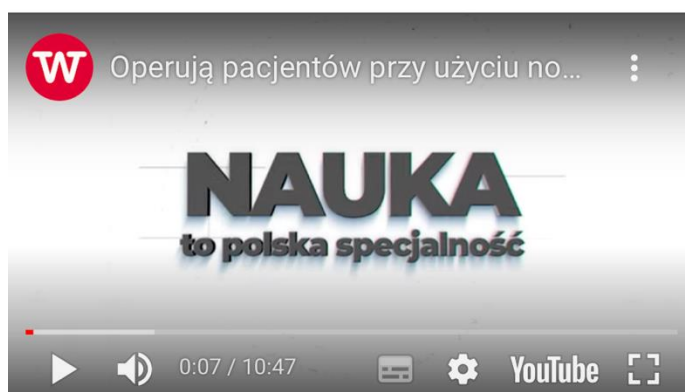 W Operują pacjentów przy użyciu no...
NAUKA
to polska specjalność
0:07 / 10:47 YouTube